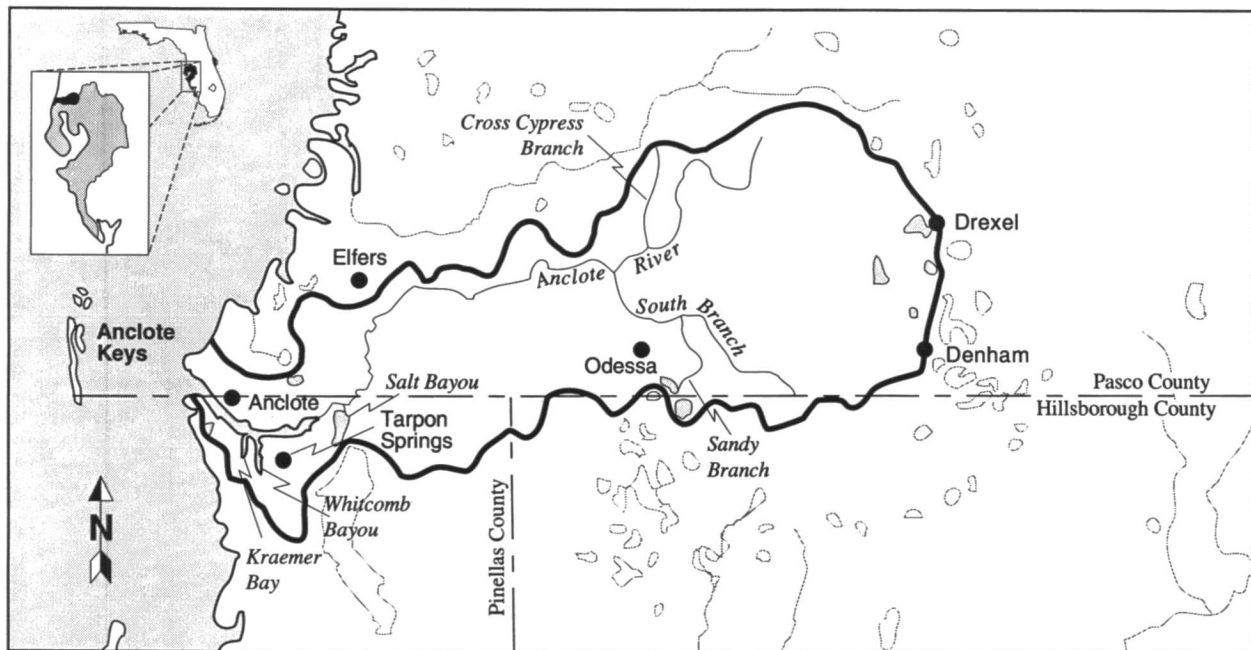 Cross Cypress
Branch
Drexel
Elfers
Anclote
River
South Branch
Anclote
Keys
Odessa
Denham
Salt Bayou
Pasco County
Anclote
Hillsborough County
Tarpon
Springs
Sandy
Branch
Whitcomb
Bayou
N
Kraemer
Bay
Pinellas County